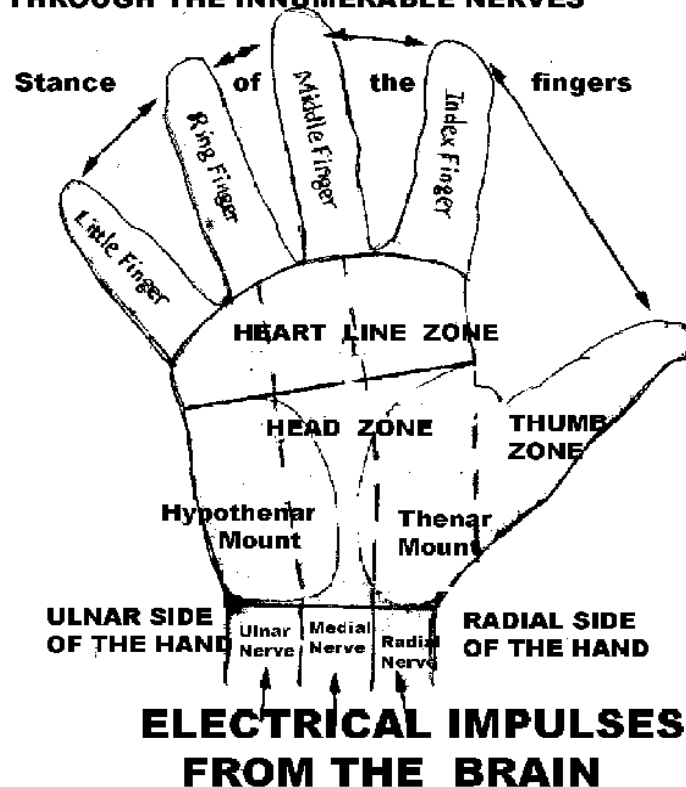 THROUGH THE INNUMERABLE NERVES
Stance of the fingers
Little Finger
Ring Finger
Middle Finger
Index Finger
HEART LINE ZONE
HEAD ZONE
THUMB
ZONE
Hypothenar
Mount
Thenar
Mount
ULNAR SIDE
OF THE HAND
Ulnar
Nerve
Medial
Nerve
Radial
Nerve
RADIAL SIDE
OF THE HAND
ELECTRICAL IMPULSES
FROM THE BRAIN